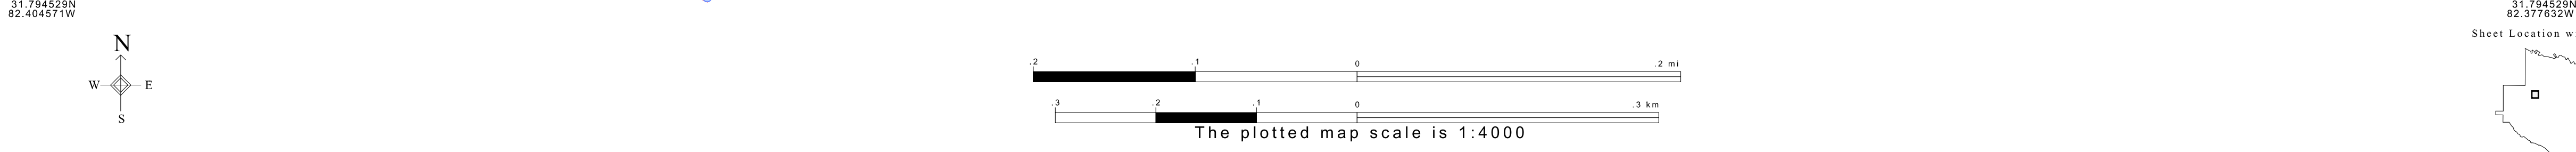 31.794529N
82.404571W
N
W E
S
.2 .1 0 .2 mi
.3 .2 .1 0 .3 km
The plotted map scale is 1:4000
31.794529N
82.377632W
Sheet Location